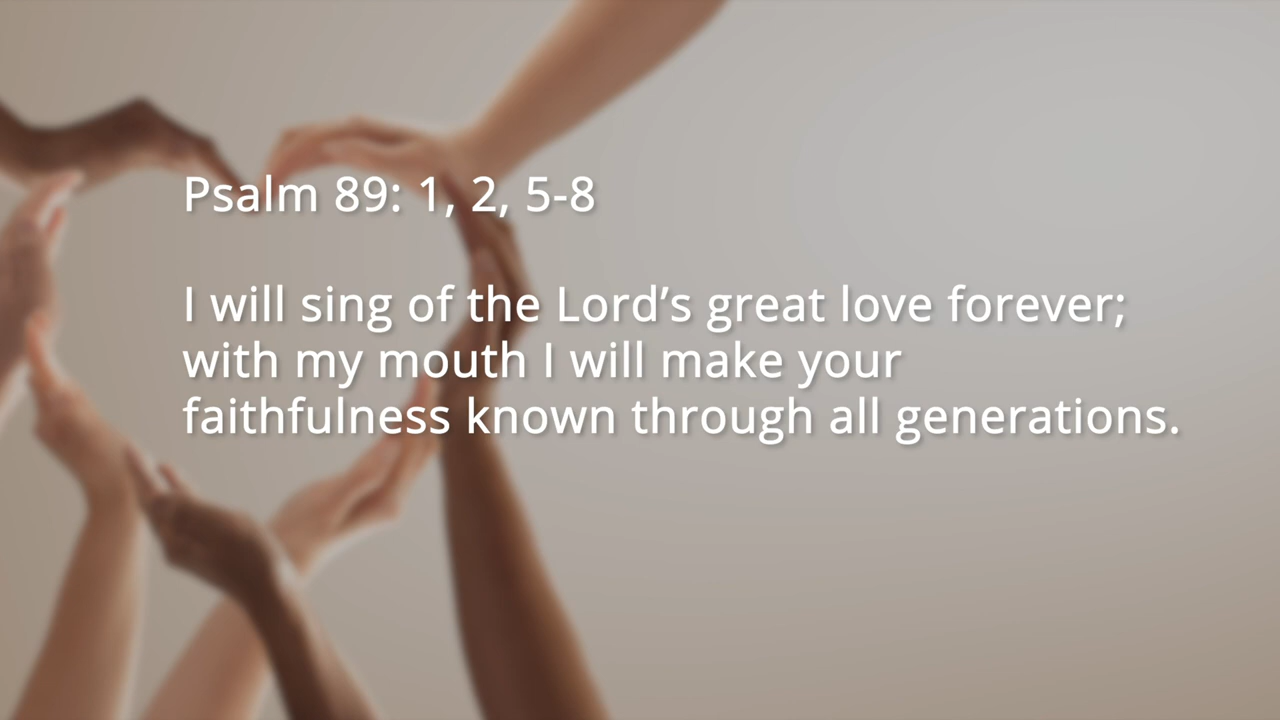 Psalm 89: 1, 2, 5-8
I will sing of the Lord’s great love forever;
with my mouth I will make your
faithfulness known through all generations.